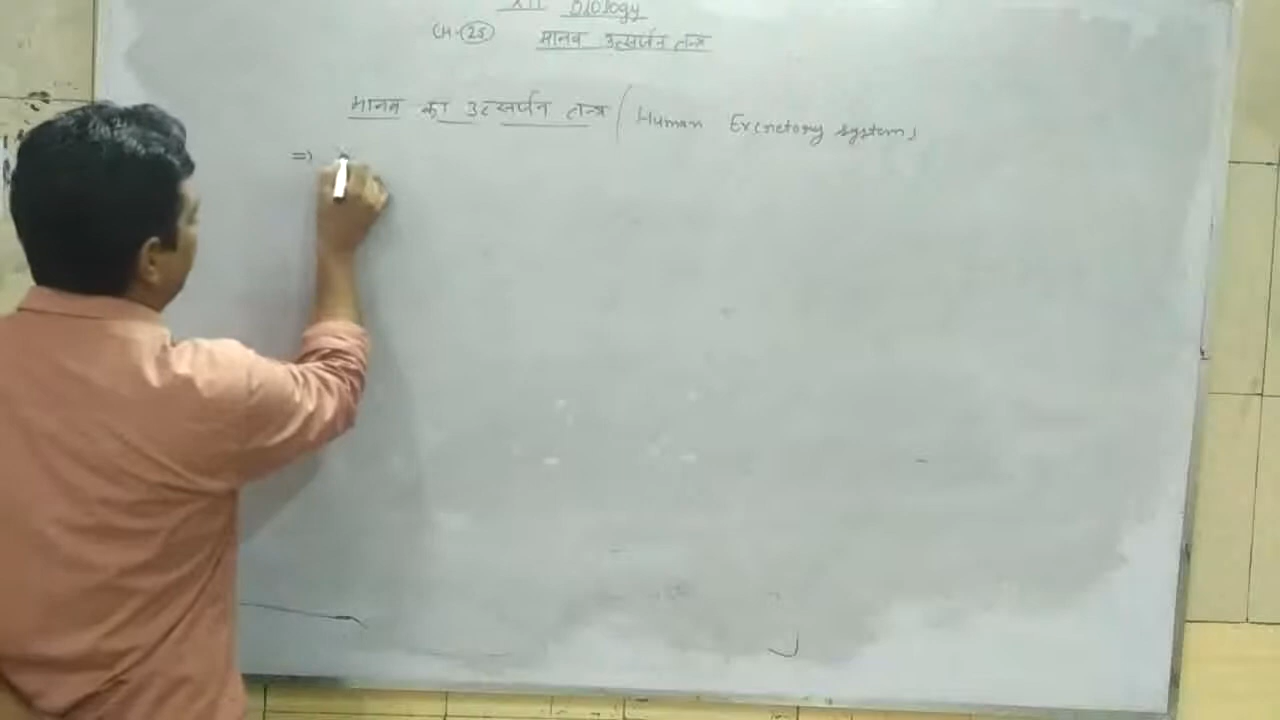 XII Biology
CH-25 मानव उत्सर्जन तन्त्र
मानव का उत्सर्जन तन्त्र ( Human Excretory system,
⇒